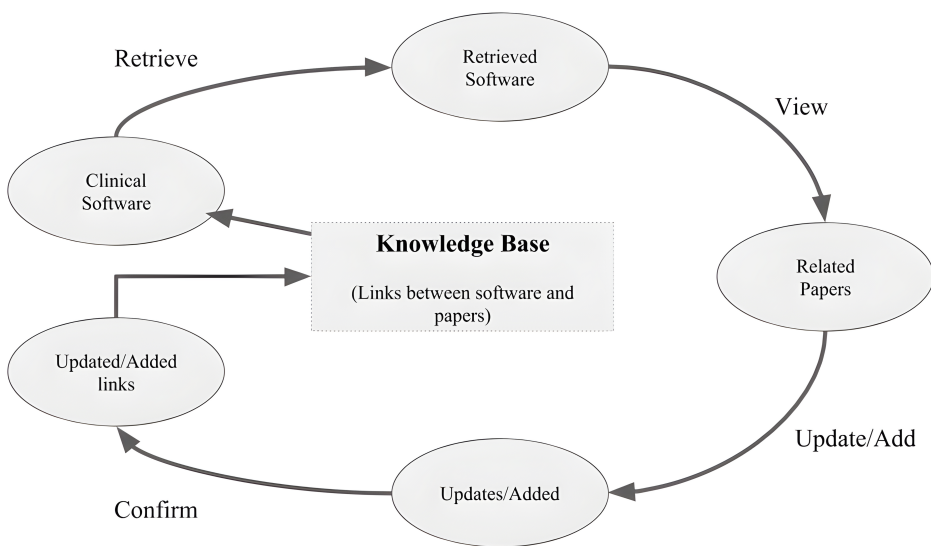 Retrieve
Retrieved
Software
View
Clinical
Software
Knowledge Base
(Links between software and
papers)
Related
Papers
Updated/Added
links
Update/Add
Updates/Added
Confirm